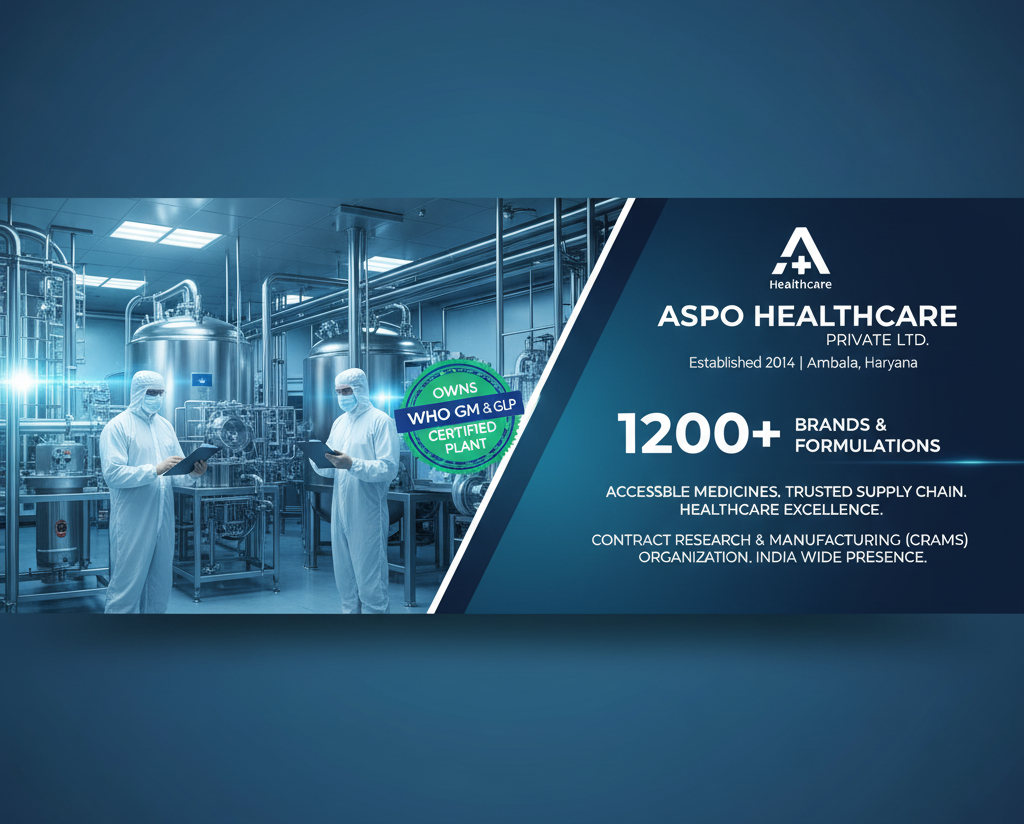 OWNS
WHO GM & GLP
CERTIFIED
PLANT
Healthcare
ASPO HEALTHCARE
PRIVATE LTD.
Established 2014 | Ambala, Haryana
1200+ BRANDS &
FORMULATIONS
ACCESSBLE MEDICINES. TRUSTED SUPPLY CHAIN.
HEALTHCARE EXCELLENCE.
CONTRACT RESEARCH & MANUFACTURING (CRAMS)
ORGANIZATION. INDIA WIDE PRESENCE.